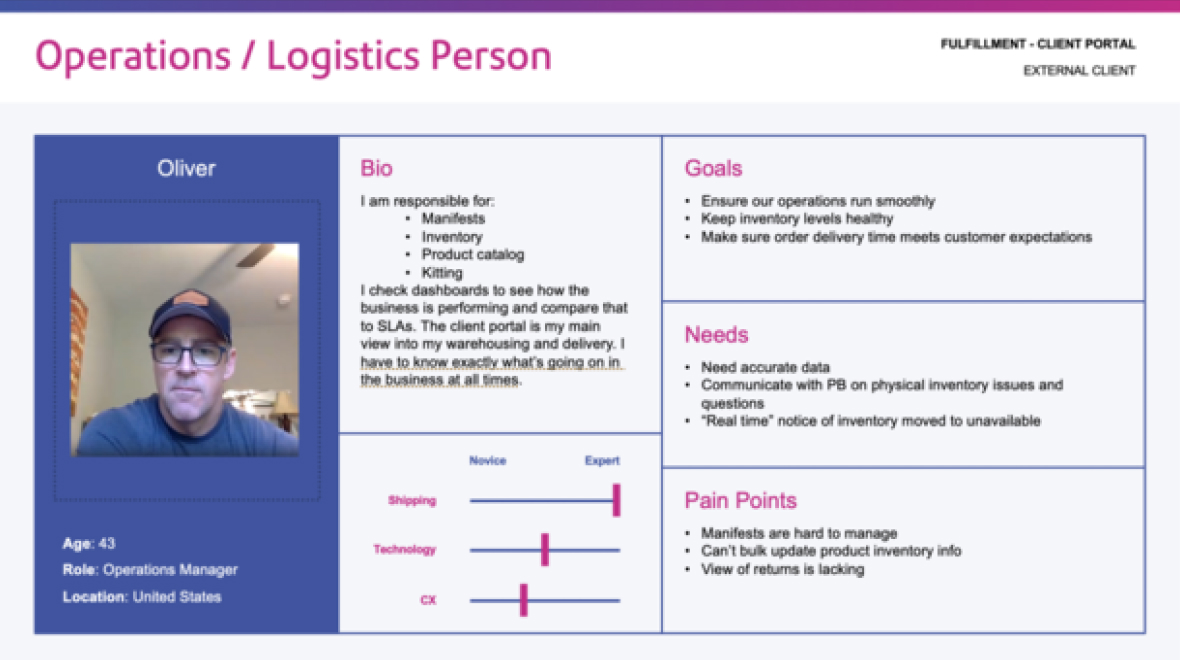 Operations / Logistics Person
FULFILLMENT - CLIENT PORTAL
EXTERNAL CLIENT
Oliver
Age: 43
Role: Operations Manager
Location: United States
Bio
I am responsible for:
• Manifests
• Inventory
• Product catalog
• Kitting
I check dashboards to see how the
business is performing and compare that
to SLAs. The client portal is my main
view into my warehousing and delivery. I
have to know exactly what's going on in
the business at all times.
Novice Expert
Shipping
Technology
CX
Goals
• Ensure our operations run smoothly
• Keep inventory levels healthy
• Make sure order delivery time meets customer expectations
Needs
• Need accurate data
• Communicate with PB on physical inventory issues and
questions
• “Real time” notice of inventory moved to unavailable
Pain Points
• Manifests are hard to manage
• Can't bulk update product inventory info
• View of returns is lacking